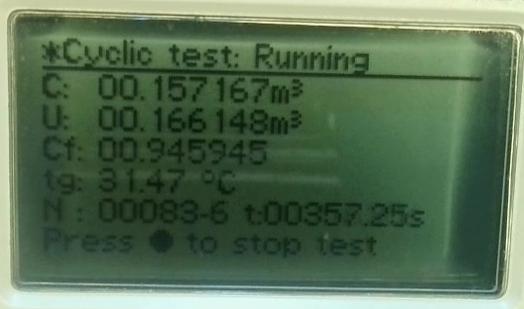 *Cyclic test: Running
C: 00.157167m³
U: 00.166148m³
Cf: 00.945945
tg: 31.47 °C
N : 00083-6 t:00357.25s
Press ● to stop test